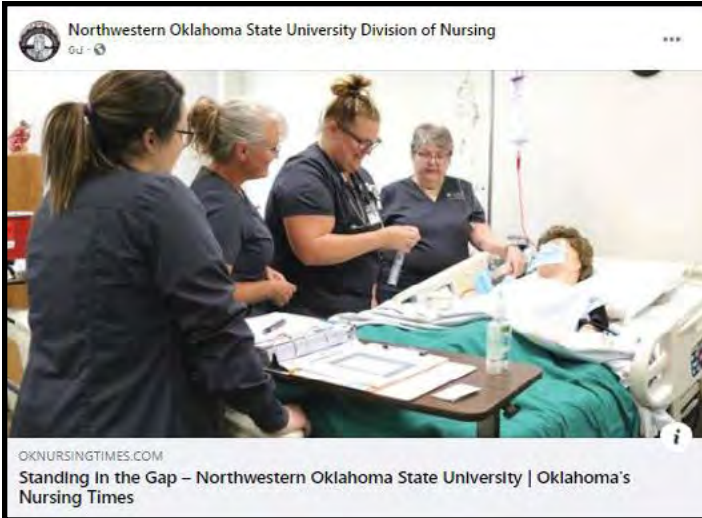 Northwestern Oklahoma State University Division of Nursing
6d
OKNURSINGTIMES.COM
Standing in the Gap – Northwestern Oklahoma State University | Oklahoma's
Nursing Times
i